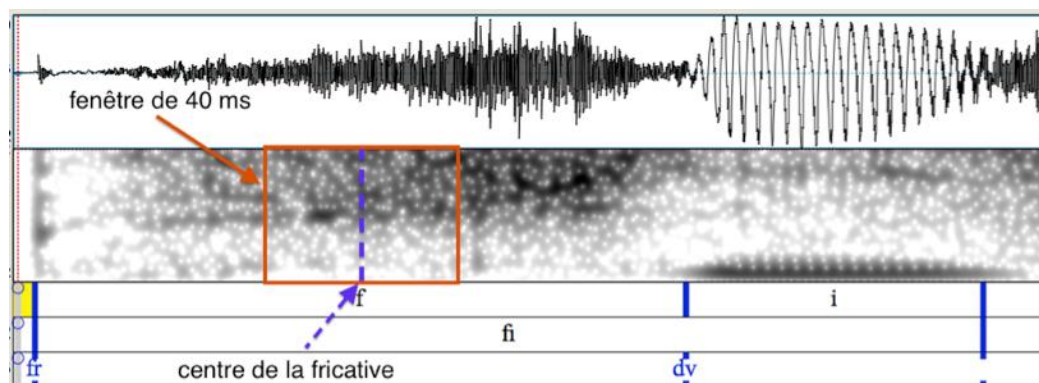 fenêtre de 40 ms
f i
fi
fr dv
centre de la fricative